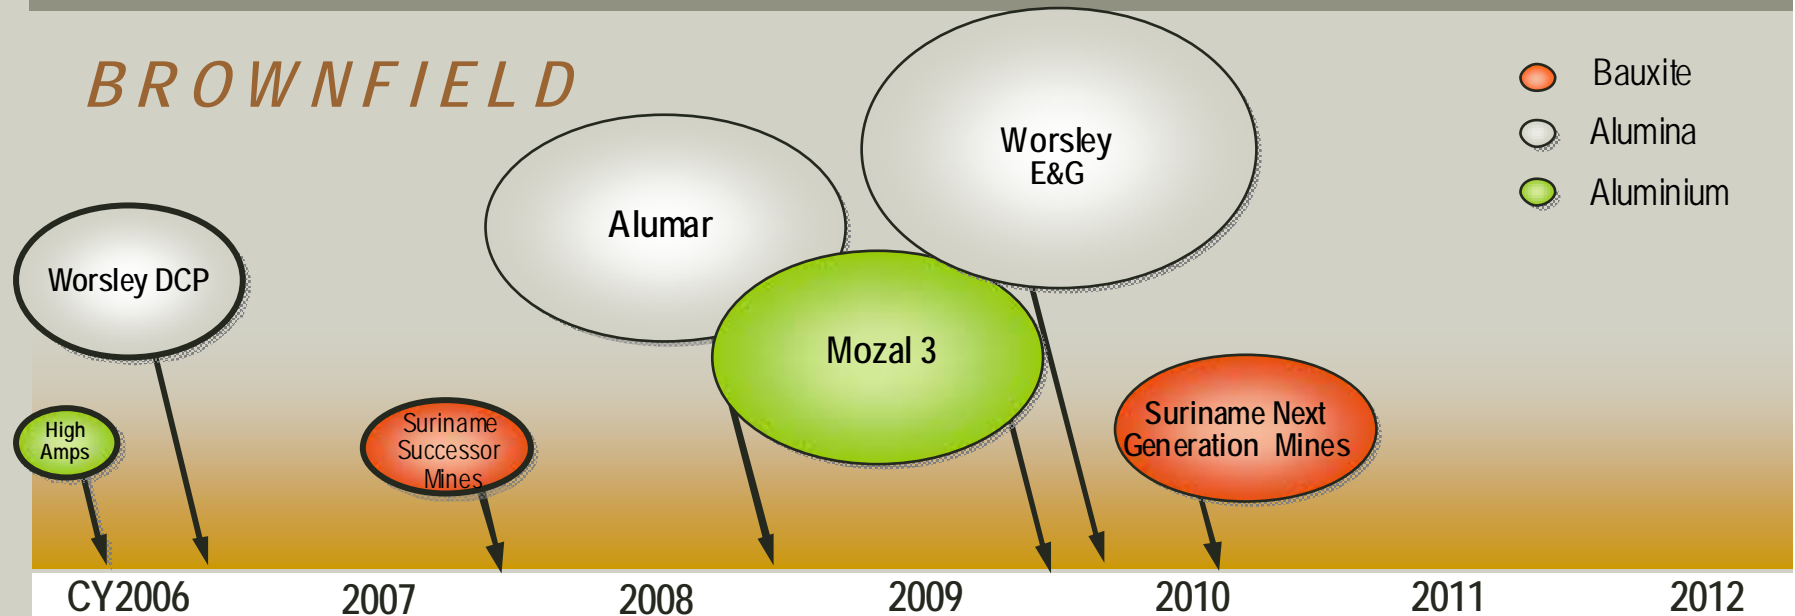 BROWNFIELD
Bauxite
Alumina
Aluminium
Worsley
E&G
Alumar
Worsley DCP
Mozal 3
High
Amps
Suriname
Successor
Mines
Suriname Next
Generation Mines
CY2006
2007
2008
2009
2010
2011
2012